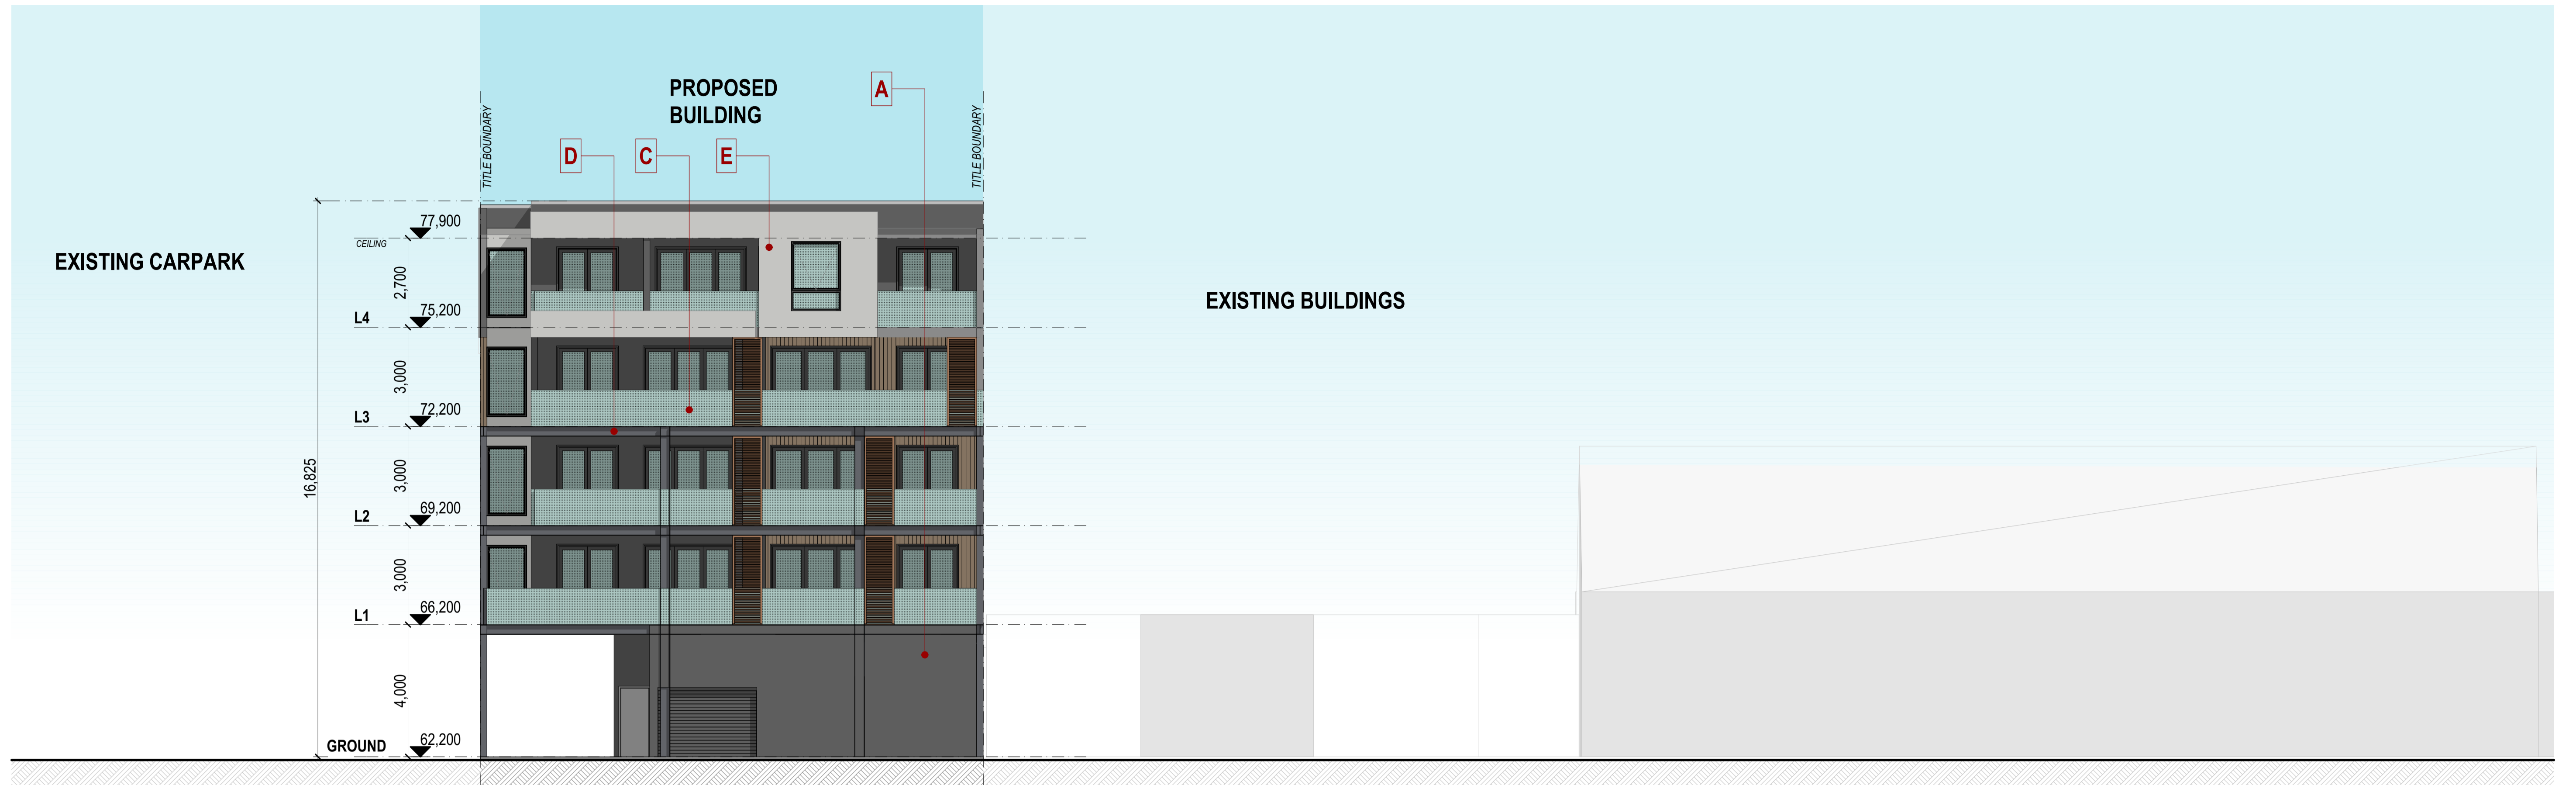 PROPOSED
BUILDING
A
D
C
E
TITLE BOUNDARY
TITLE BOUNDARY
EXISTING CARPARK
EXISTING BUILDINGS
CEILING
77,900
2,700
L4
75,200
3,000
L3
72,200
16,825
3,000
L2
69,200
3,000
L1
66,200
4,000
GROUND
62,200